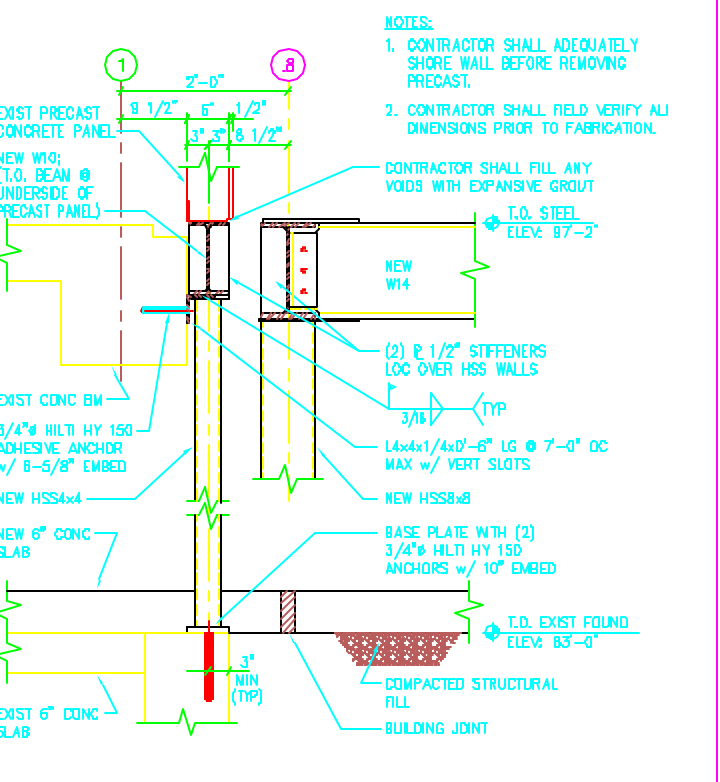 NOTES:
1. CONTRACTOR SHALL ADEQUATELY
SHORE WALL BEFORE REMOVING
PRECAST.
2. CONTRACTOR SHALL FIELD VERIFY ALL
DIMENSIONS PRIOR TO FABRICATION.
1
.8
2'-0"
9 1/2"
6"
1/2"
3"
3"
8 1/2"
EXIST PRECAST
CONCRETE PANEL
NEW W10;
(T.O. BEAM @
UNDERSIDE OF
PRECAST PANEL)
CONTRACTOR SHALL FILL ANY
VOIDS WITH EXPANSIVE GROUT
T.O. STEEL
ELEV: 97'-2"
NEW
W14
(2) PL 1/2" STIFFENERS
LOC OVER HSS WALLS
3/16
TYP
EXIST CONC BM
3/4"ø HILTI HY 150
ADHESIVE ANCHOR
w/ 6-5/8" EMBED
L4x4x1/4x0'-6" LG @ 7'-0" OC
MAX w/ VERT SLOTS
NEW HSS4x4
NEW HSS8x8
NEW 6" CONC
SLAB
BASE PLATE WITH (2)
3/4"ø HILTI HY 150
ANCHORS w/ 10" EMBED
T.O. EXIST FOUND
ELEV: 83'-0"
3"
MIN
(TYP)
COMPACTED STRUCTURAL
FILL
EXIST 6" CONC
SLAB
BUILDING JOINT